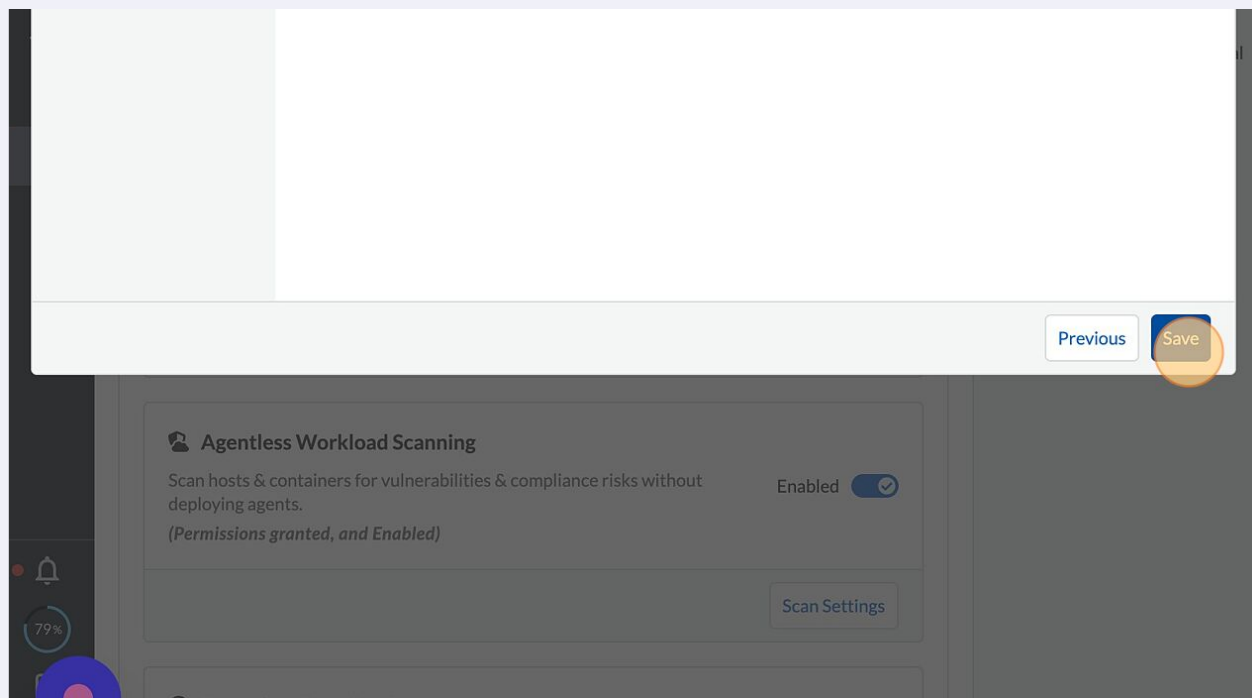 Previous
Save
Agentless Workload Scanning
Scan hosts & containers for vulnerabilities & compliance risks without
deploying agents.
(Permissions granted, and Enabled)
Enabled
Scan Settings
79%